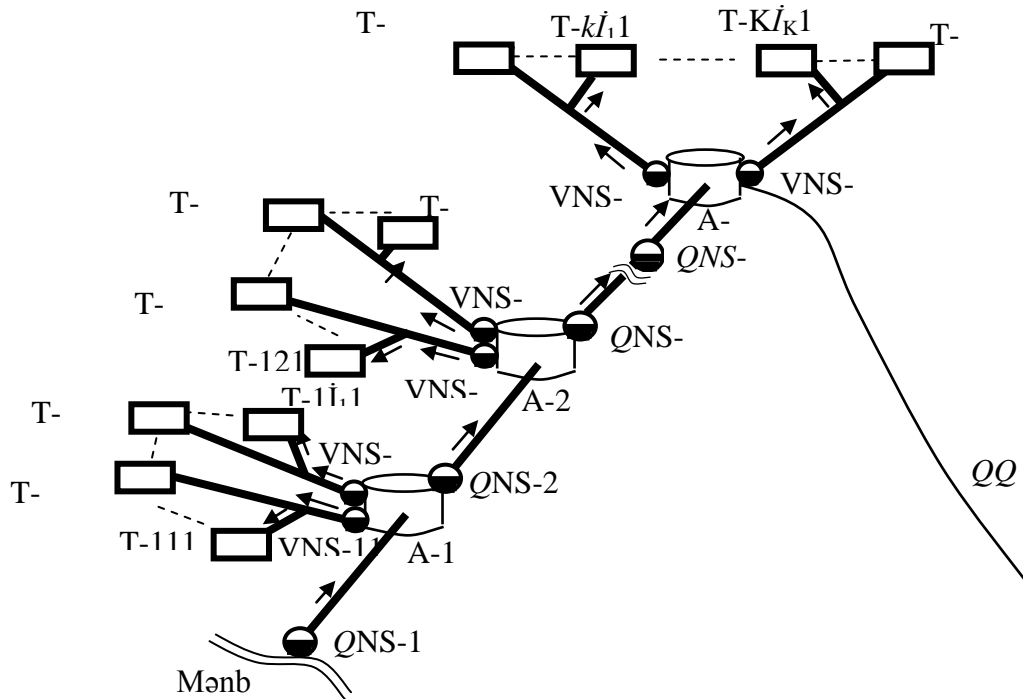 T-
T-kİ₁1
T-Kİ_K1
T-
VNS-
VNS-
A-
T-
T-
QNS-
VNS-
T-
QNS-
T-121
VNS-
T-1İ₁1
A-2
T-
VNS-
QNS-2
QQ
T-
T-111
VNS-11
A-1
QNS-1
Mənb